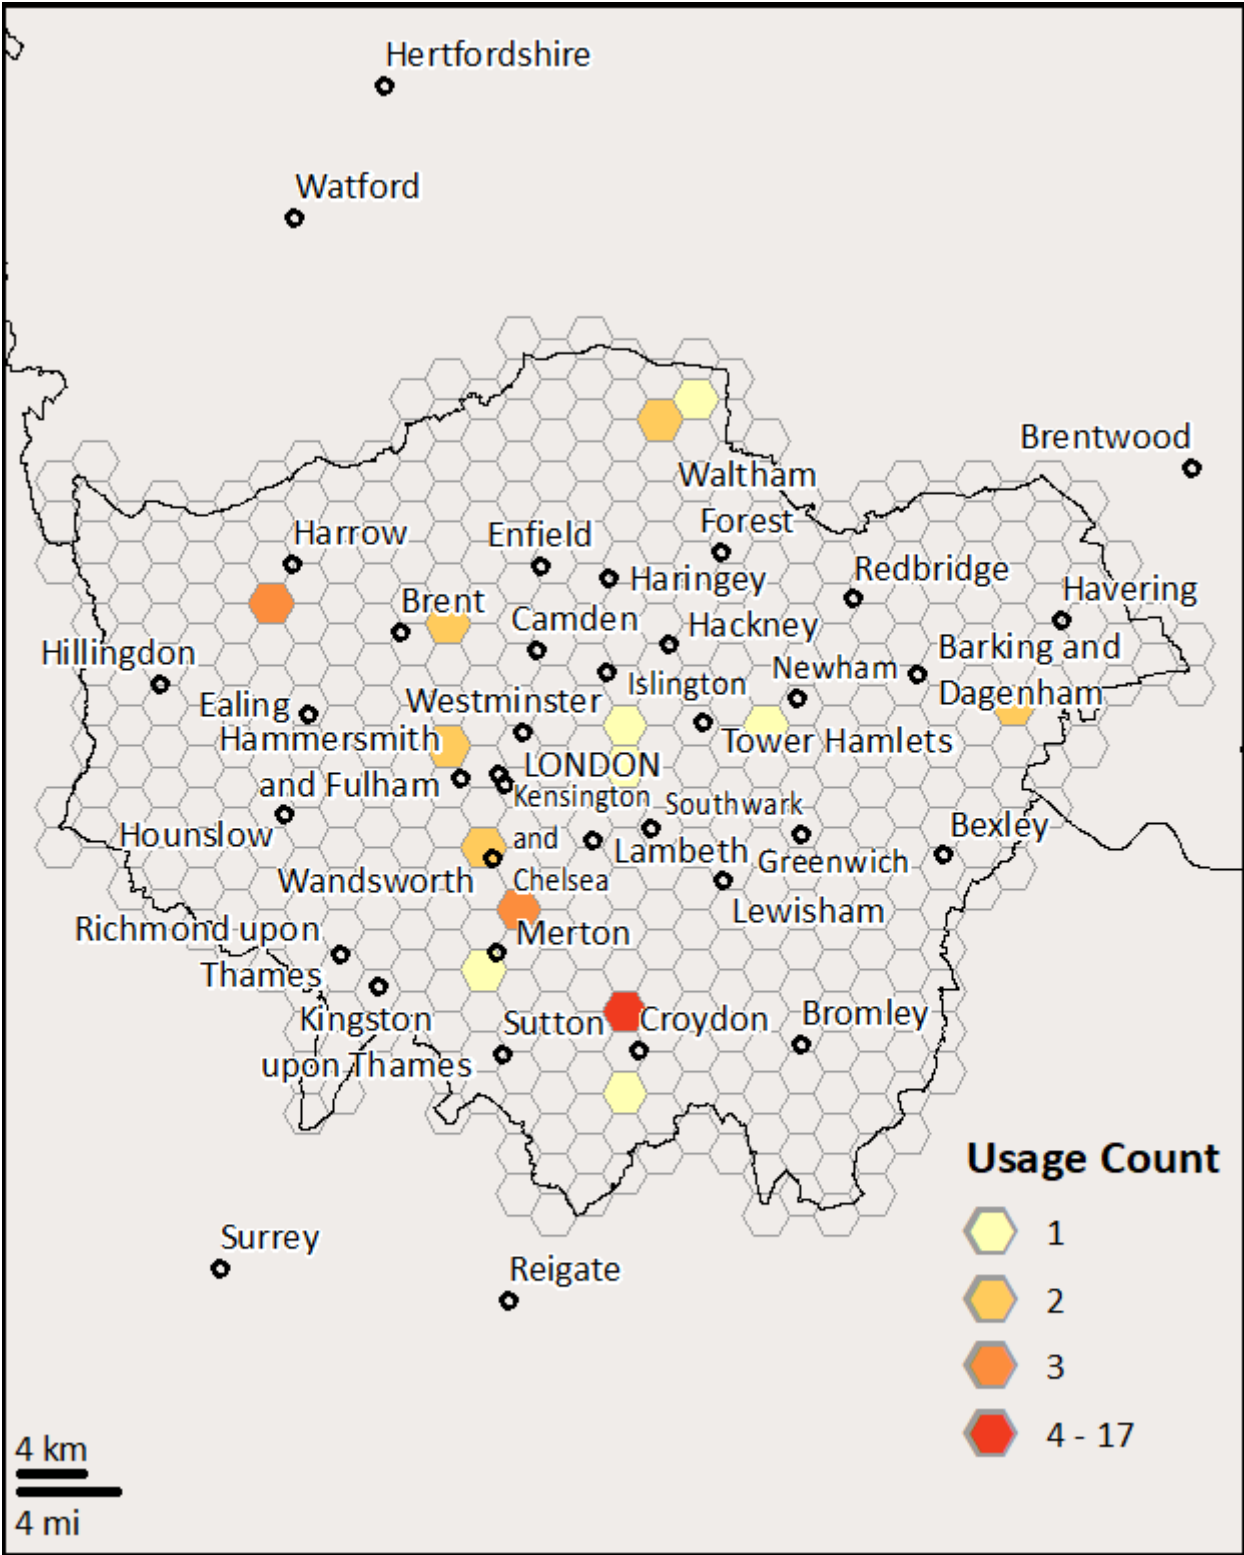 Hertfordshire
Watford
Brentwood
Waltham
Forest
Harrow
Enfield
Haringey
Redbridge
Havering
Brent
Camden
Hackney
Hillingdon
Barking and
Dagenham
Newham
Islington
Ealing
Westminster
Hammersmith
and Fulham
Tower Hamlets
LONDON
Kensington
and
Chelsea
Southwark
Hounslow
Lambeth
Greenwich
Bexley
Wandsworth
Lewisham
Richmond upon
Thames
Merton
Kingston
upon Thames
Sutton
Croydon
Bromley
Surrey
Reigate
Usage Count
1
2
3
4 - 17
4 km
4 mi